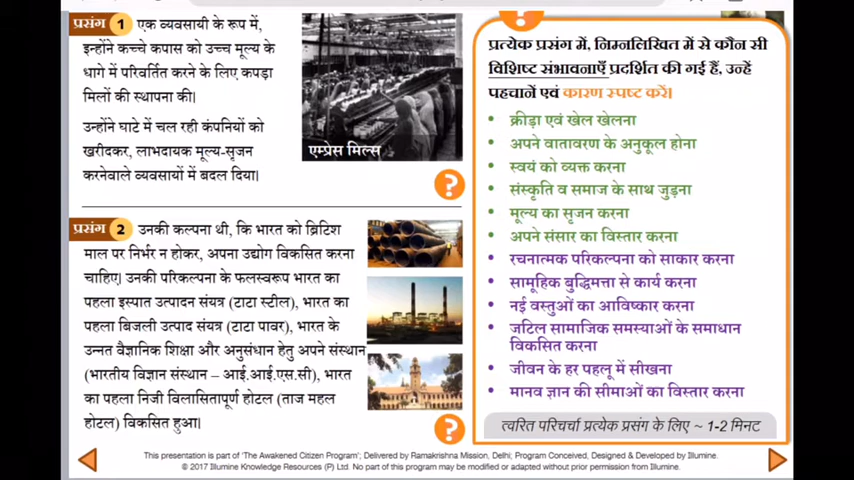 प्रसंग 1 एक व्यवसायी के रूप में,
इन्होंने कच्चे कपास को उच्च मूल्य के
धागे में परिवर्तित करने के लिए कपड़ा
मिलों की स्थापना की।
उन्होंने घाटे में चल रही कंपनियों को
खरीदकर, लाभदायक मूल्य-सृजन
करनेवाले व्यवसायों में बदल दिया।
एम्प्रेस मिल्स
?
प्रसंग 2 उनकी कल्पना थी, कि भारत को ब्रिटिश
माल पर निर्भर न होकर, अपना उद्योग विकसित करना
चाहिए। उनकी परिकल्पना के फलस्वरूप भारत का
पहला इस्पात उत्पादन संयत्र (टाटा स्टील), भारत का
पहला बिजली उत्पाद संयत्र (टाटा पावर), भारत के
उन्नत वैज्ञानिक शिक्षा और अनुसंधान हेतु अपने संस्थान
(भारतीय विज्ञान संस्थान – आई.आई.एस.सी), भारत
का पहला निजी विलासितापूर्ण होटल (ताज महल
होटल) विकसित हुआ।
?
?
प्रत्येक प्रसंग में, निम्नलिखित में से कौन सी
विशिष्ट संभावनाएँ प्रदर्शित की गई हैं, उन्हें
पहचानें एवं कारण स्पष्ट करें।
• क्रीड़ा एवं खेल खेलना
• अपने वातावरण के अनुकूल होना
• स्वयं को व्यक्त करना
• संस्कृति व समाज के साथ जुड़ना
• मूल्य का सृजन करना
• अपने संसार का विस्तार करना
• रचनात्मक परिकल्पना को साकार करना
• सामूहिक बुद्धिमत्ता से कार्य करना
• नई वस्तुओं का आविष्कार करना
• जटिल सामाजिक समस्याओं के समाधान
विकसित करना
• जीवन के हर पहलू में सीखना
• मानव ज्ञान की सीमाओं का विस्तार करना
त्वरित परिचर्चा प्रत्येक प्रसंग के लिए ~ 1-2 मिनट
This presentation is part of 'The Awakened Citizen Program'; Delivered by Ramakrishna Mission, Delhi; Program Conceived, Designed & Developed by Illumine.
© 2017 Illumine Knowledge Resources (P) Ltd. No part of this program may be modified or adapted without prior permission from Illumine.